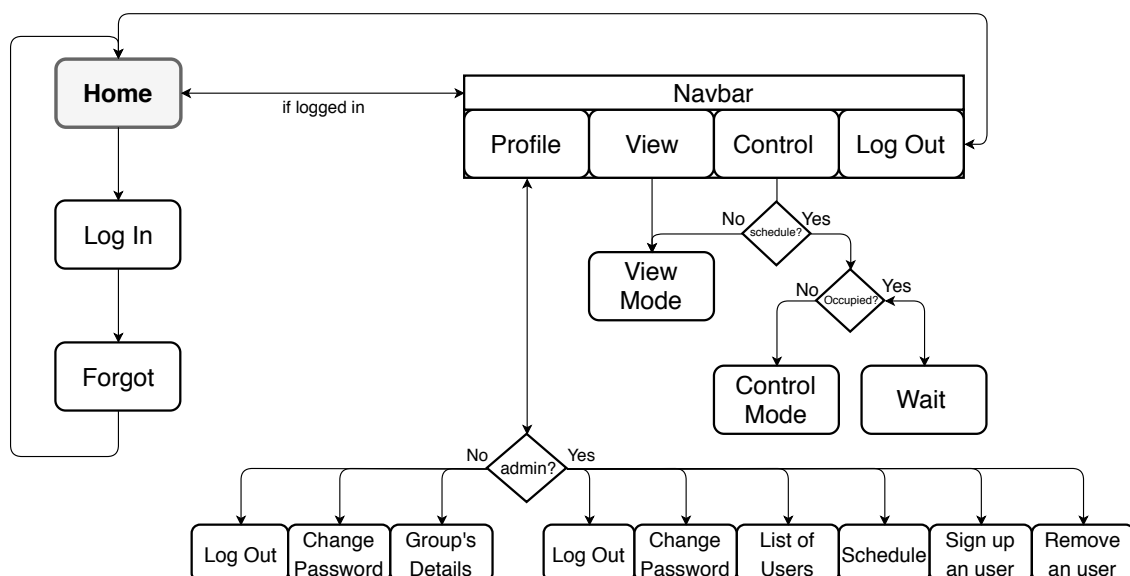 Home
if logged in
Navbar
Profile
View
Control
Log Out
Log In
No
schedule?
Yes
View
Mode
No
Occupied?
Yes
Forgot
Control
Mode
Wait
No
admin?
Yes
Log Out
Change
Password
Group's
Details
Log Out
Change
Password
List of
Users
Schedule
Sign up
an user
Remove
an user